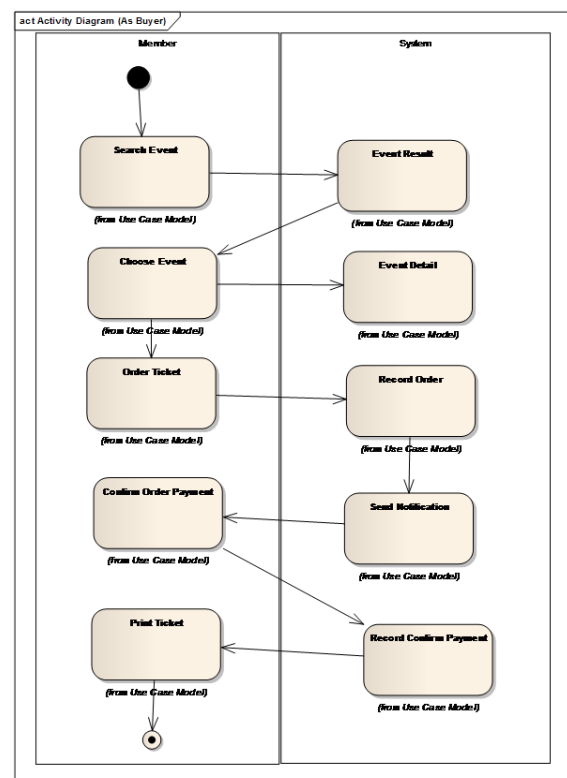 act Activity Diagram (As Buyer)
Member
System
Search Event
(from Use Case Model)
Event Result
(from Use Case Model)
Choose Event
(from Use Case Model)
Event Detail
(from Use Case Model)
Order Ticket
(from Use Case Model)
Record Order
(from Use Case Model)
Confirm Order Payment
(from Use Case Model)
Send Notification
(from Use Case Model)
Print Ticket
(from Use Case Model)
Record Confirm Payment
(from Use Case Model)